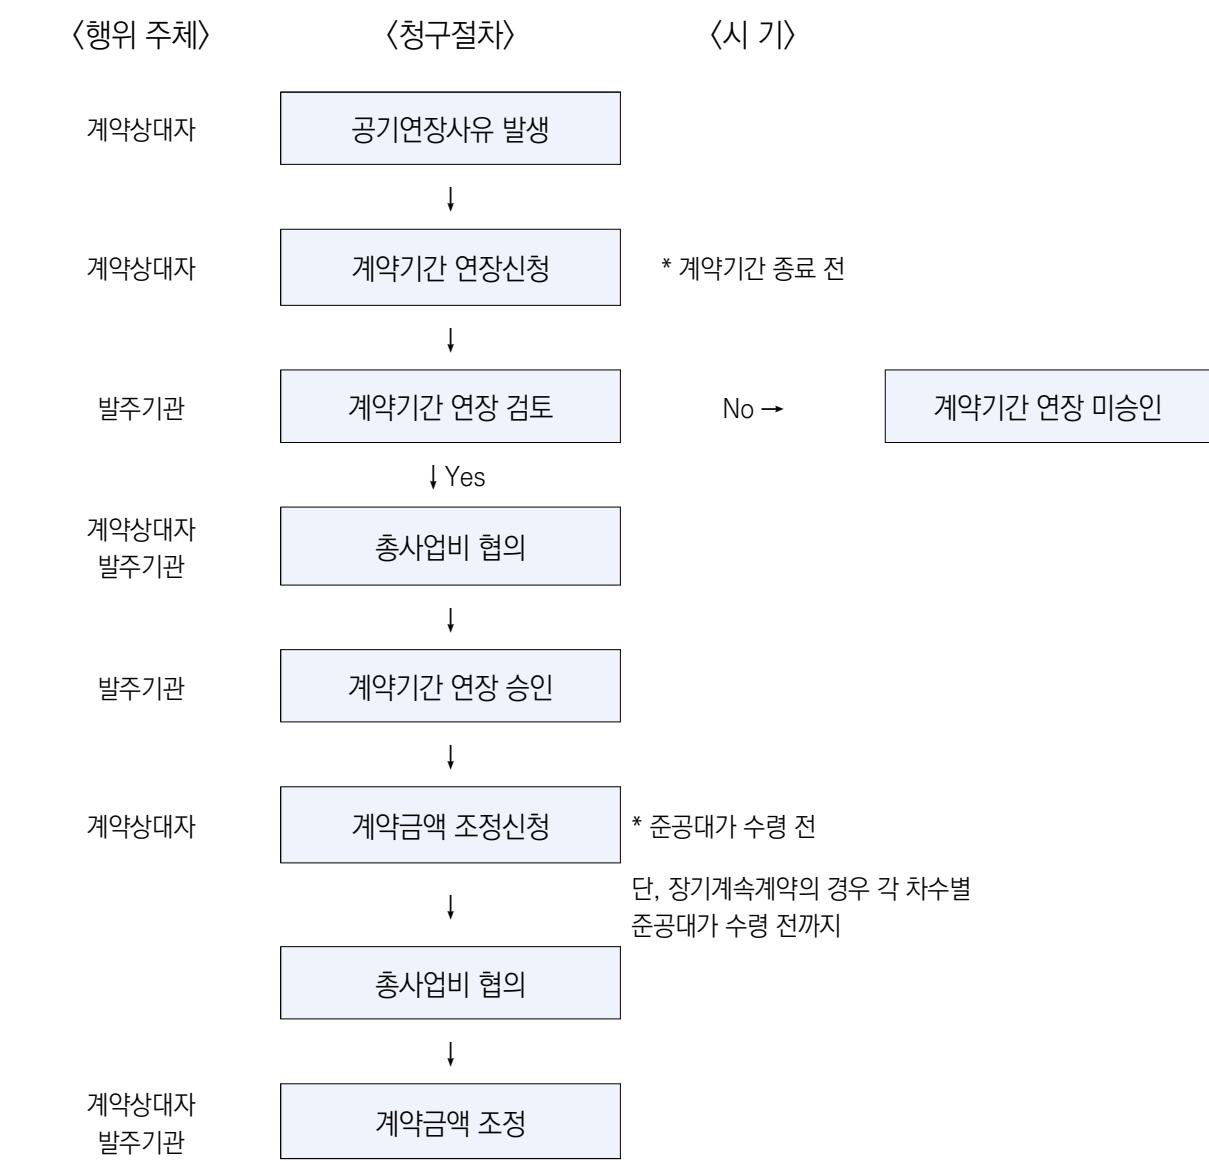 〈행위 주체〉 〈청구절차〉 〈시 기〉
계약상대자 공기연장사유 발생
↓
계약상대자 계약기간 연장신청 * 계약기간 종료 전
↓
발주기관 계약기간 연장 검토 No → 계약기간 연장 미승인
↓ Yes
계약상대자
발주기관
총사업비 협의
↓
발주기관 계약기간 연장 승인
↓
계약상대자 계약금액 조정신청 * 준공대가 수령 전
단, 장기계속계약의 경우 각 차수별
준공대가 수령 전까지
↓
총사업비 협의
↓
계약상대자
발주기관
계약금액 조정